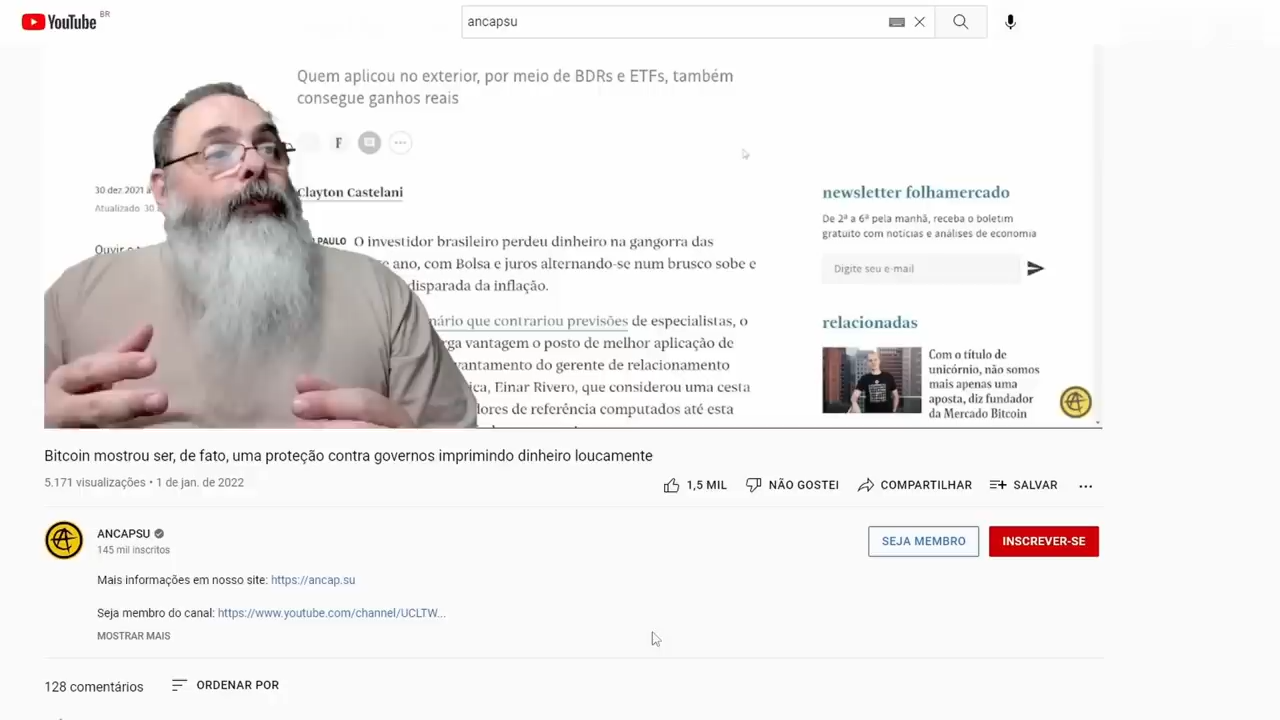 YouTube BR
ancapsu
Quem aplicou no exterior, por meio de BDRs e ETFs, também
consegue ganhos reais
F
30 dez.2021 à
Clayton Castelani
Atualizado 30
Ouvir o
PAULO O investidor brasileiro perdeu dinheiro na gangorra das
e ano, com Bolsa e juros alternando-se num brusco sobe e
disparada da inflação.
nário que contrariou previsões de especialistas, o
rga vantagem o posto de melhor aplicação de
vantamento do gerente de relacionamento
ica, Einar Rivero, que considerou uma cesta
dores de referência computados até esta
newsletter folhamercado
De 2ª a 6ª pela manhã, receba o boletim
gratuito com notícias e análises de economia
Digite seu e-mail
relacionadas
Com o título de
unicórnio, não somos
mais apenas uma
aposta, diz fundador
da Mercado Bitcoin
Bitcoin mostrou ser, de fato, uma proteção contra governos imprimindo dinheiro loucamente
5.171 visualizações • 1 de jan. de 2022
1,5 MIL NÃO GOSTEI COMPARTILHAR SALVAR ...
ANCAPSU
145 mil inscritos
SEJA MEMBRO INSCREVER-SE
Mais informações em nosso site: https://ancap.su
Seja membro do canal: https://www.youtube.com/channel/UCLTW...
MOSTRAR MAIS
128 comentários ORDENAR POR